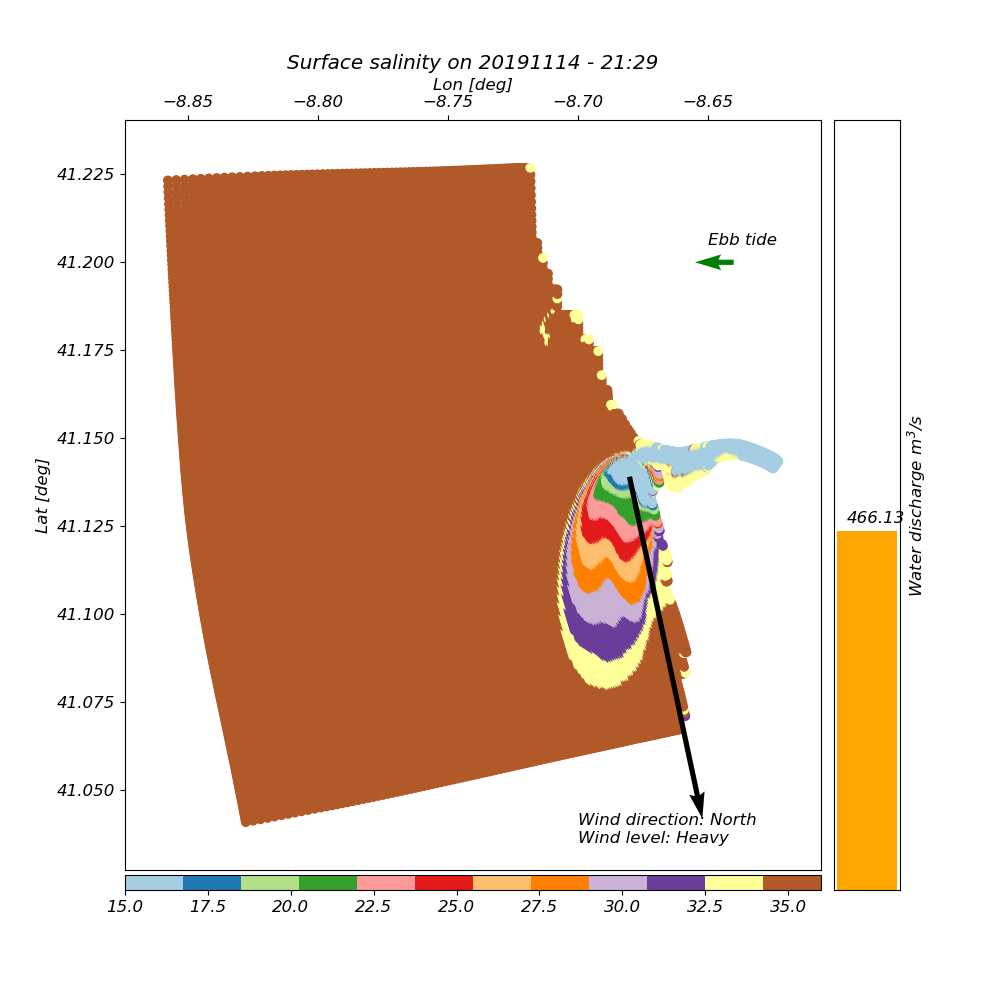 Surface salinity on 20191114 - 21:29
Lon [deg]
−8.85 −8.80 −8.75 −8.70 −8.65
41.225
41.200
41.175
41.150
41.125
41.100
41.075
41.050
Lat [deg]
Ebb tide
Wind direction: North
Wind level: Heavy
466.13
Water discharge m³/s
15.0 17.5 20.0 22.5 25.0 27.5 30.0 32.5 35.0